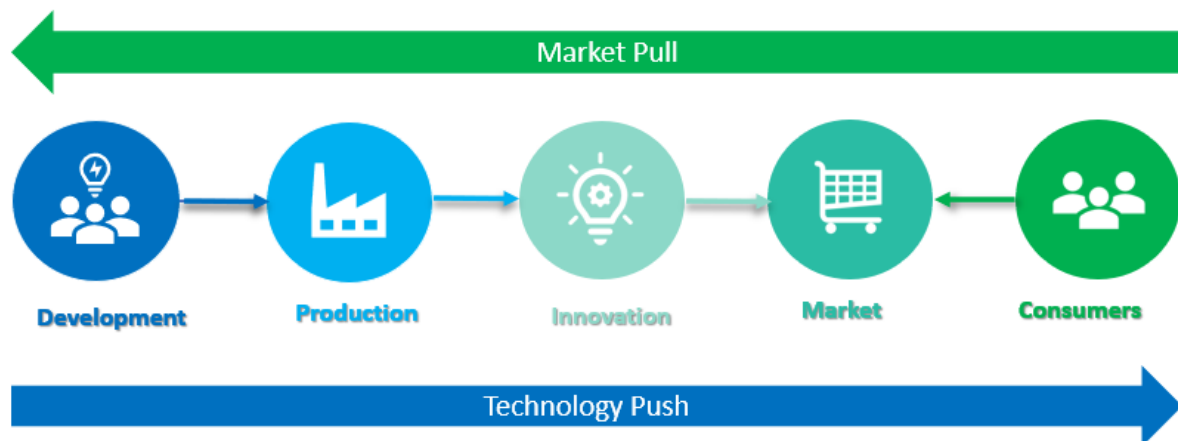 Market Pull
Development
Production
Innovation
Market
Consumers
Technology Push